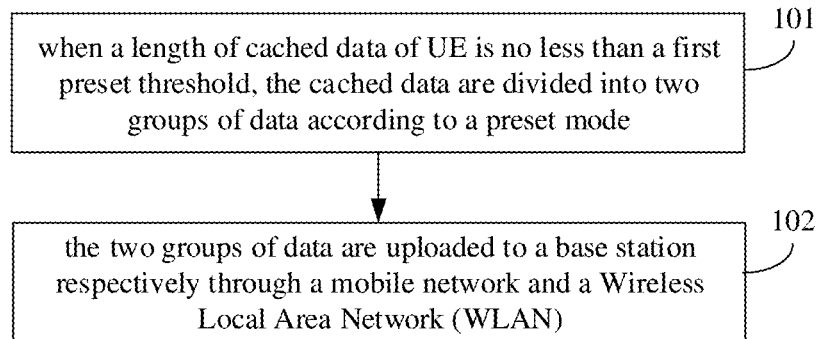 101
when a length of cached data of UE is no less than a first
preset threshold, the cached data are divided into two
groups of data according to a preset mode
102
the two groups of data are uploaded to a base station
respectively through a mobile network and a Wireless
Local Area Network (WLAN)